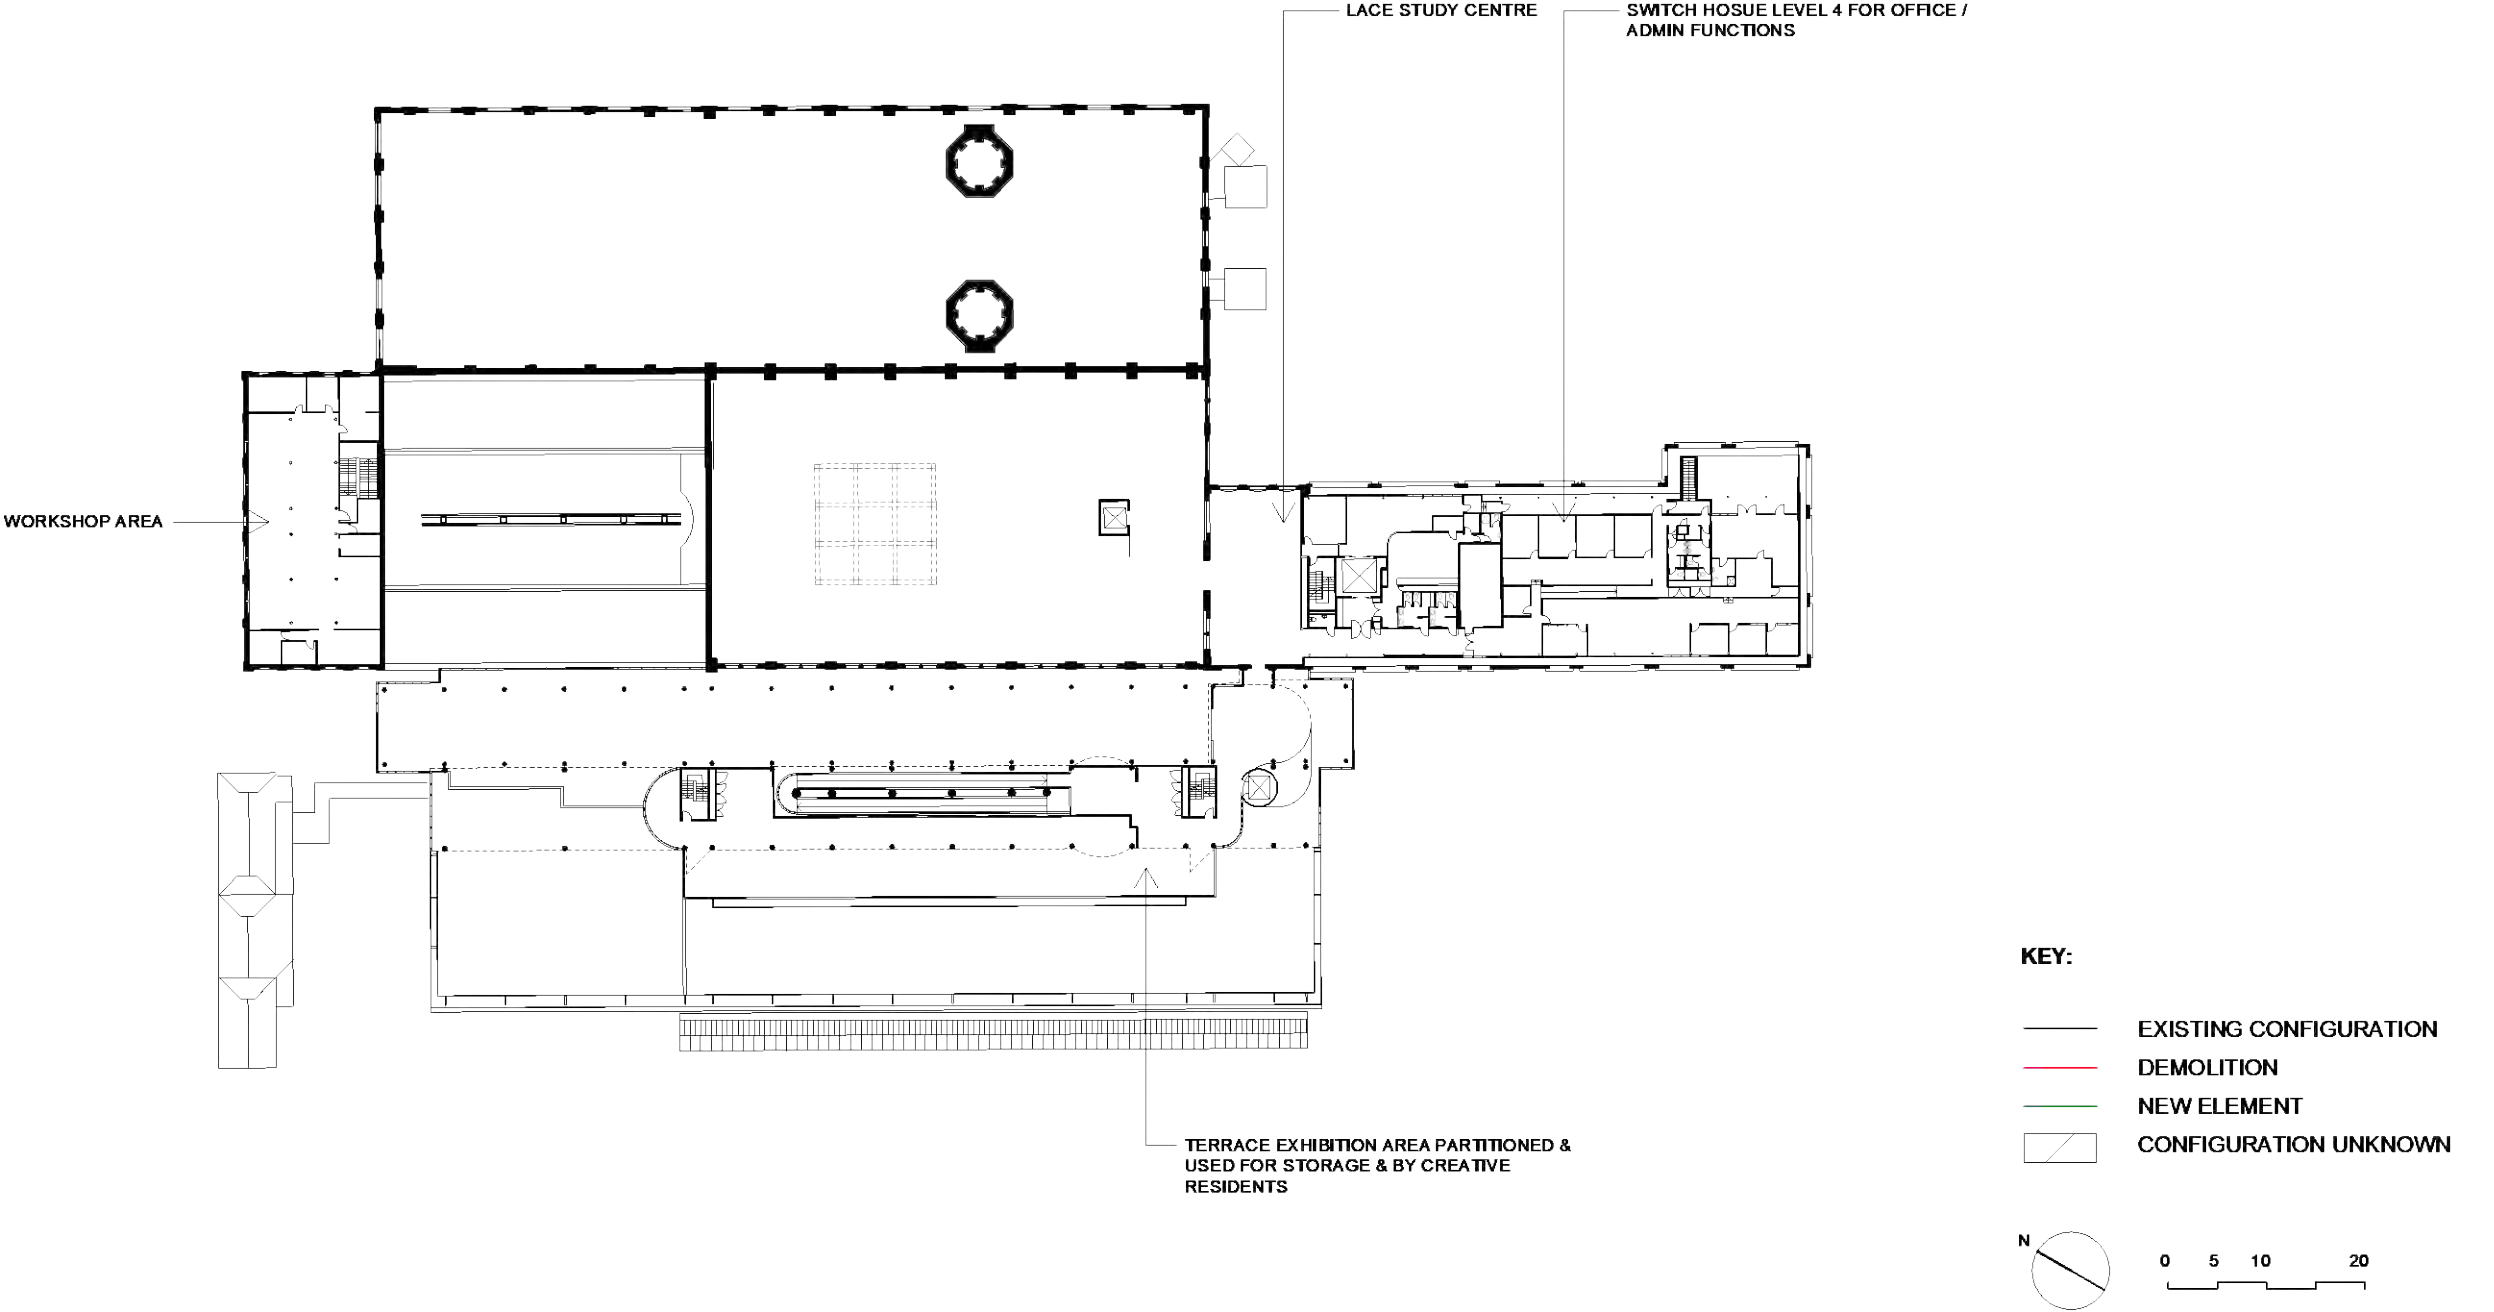 LACE STUDY CENTRE
SWITCH HOSUE LEVEL 4 FOR OFFICE /
ADMIN FUNCTIONS
WORKSHOP AREA
TERRACE EXHIBITION AREA PARTITIONED &
USED FOR STORAGE & BY CREATIVE
RESIDENTS
KEY:
EXISTING CONFIGURATION
DEMOLITION
NEW ELEMENT
CONFIGURATION UNKNOWN
N
0 5 10 20